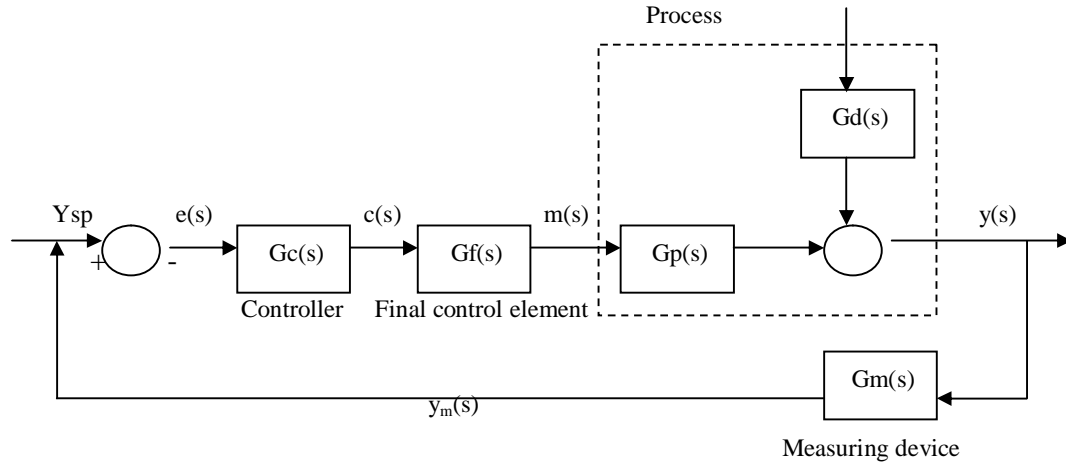 Process
Gd(s)
Ysp
e(s)
c(s)
m(s)
y(s)
+
-
Gc(s)
Gf(s)
Gp(s)
Controller
Final control element
Gm(s)
yₘ(s)
Measuring device